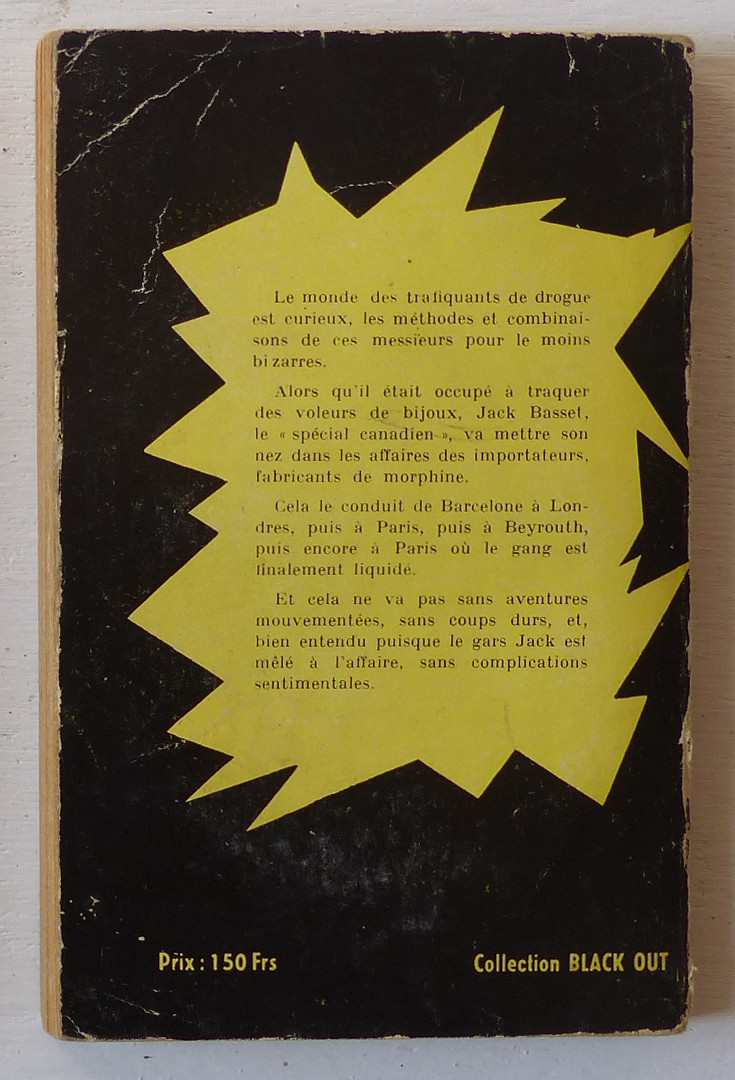 Le monde des trafiquants de drogue
est curieux, les méthodes et combinai-
sons de ces messieurs pour le moins
bizarres.
Alors qu'il était occupé à traquer
des voleurs de bijoux, Jack Basset,
le « spécial canadien », va mettre son
nez dans les affaires des importateurs,
fabricants de morphine.
Cela le conduit de Barcelone à Lon-
dres, puis à Paris, puis à Beyrouth,
puis encore à Paris où le gang est
finalement liquidé.
Et cela ne va pas sans aventures
mouvementées, sans coups durs, et,
bien entendu puisque le gars Jack est
mêlé à l'affaire, sans complications
sentimentales.
Prix : 150 Frs
Collection BLACK OUT